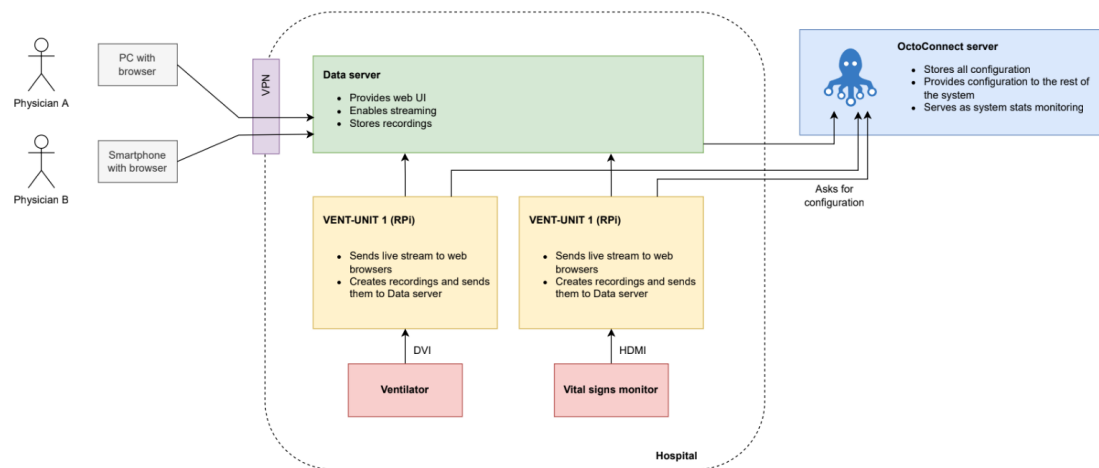 PC with
browser
Physician A
Smartphone
with browser
Physician B
VPN
Data server
• Provides web UI
• Enables streaming
• Stores recordings
OctoConnect server
• Stores all configuration
• Provides configuration to the rest of
the system
• Serves as system stats monitoring
Asks for
configuration
VENT-UNIT 1 (RPi)
• Sends live stream to web
browsers
• Creates recordings and sends
them to Data server
VENT-UNIT 1 (RPi)
• Sends live stream to web
browsers
• Creates recordings and sends
them to Data server
DVI
HDMI
Ventilator
Vital signs monitor
Hospital